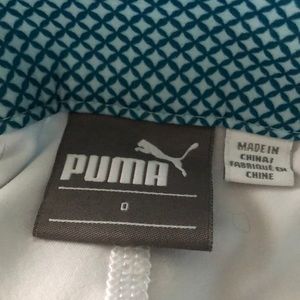 PUMA
0
MADE IN
CHINA/
FABRIQUÉ EN
CHINE